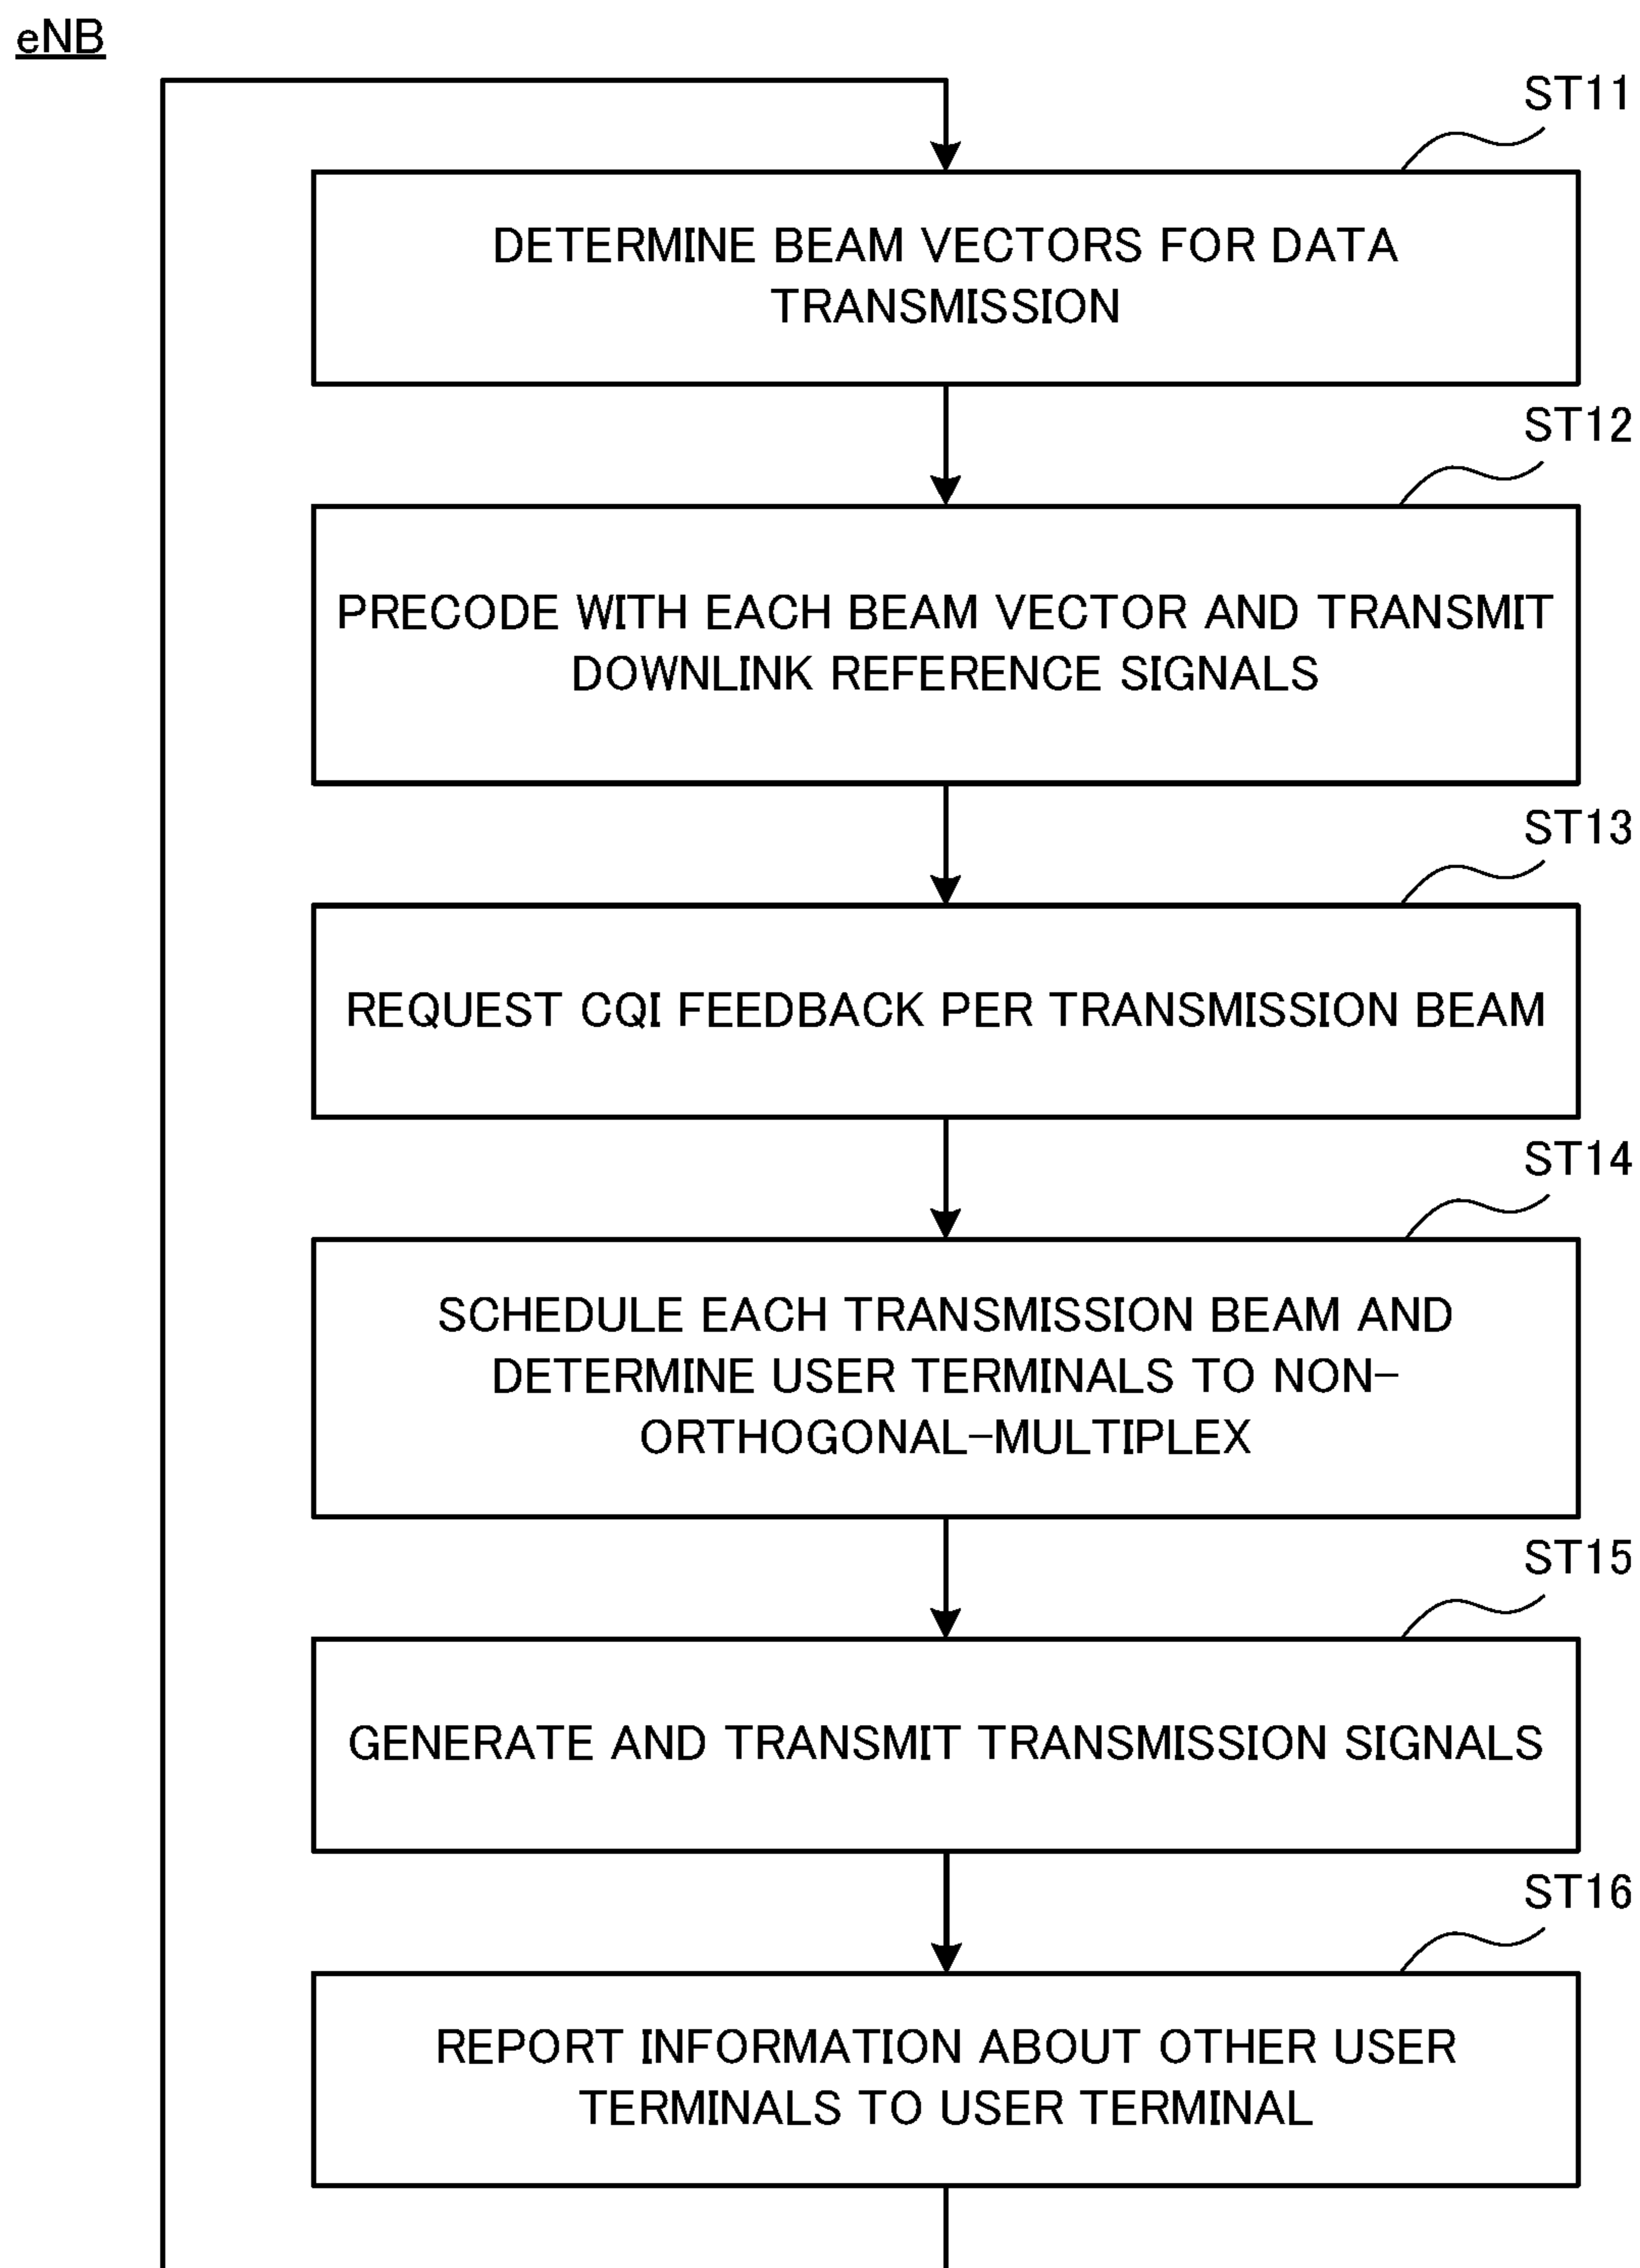 eNB
ST11
DETERMINE BEAM VECTORS FOR DATA
TRANSMISSION
ST12
PRECODE WITH EACH BEAM VECTOR AND TRANSMIT
DOWNLINK REFERENCE SIGNALS
ST13
REQUEST CQI FEEDBACK PER TRANSMISSION BEAM
ST14
SCHEDULE EACH TRANSMISSION BEAM AND
DETERMINE USER TERMINALS TO NON-
ORTHOGONAL-MULTIPLEX
ST15
GENERATE AND TRANSMIT TRANSMISSION SIGNALS
ST16
REPORT INFORMATION ABOUT OTHER USER
TERMINALS TO USER TERMINAL